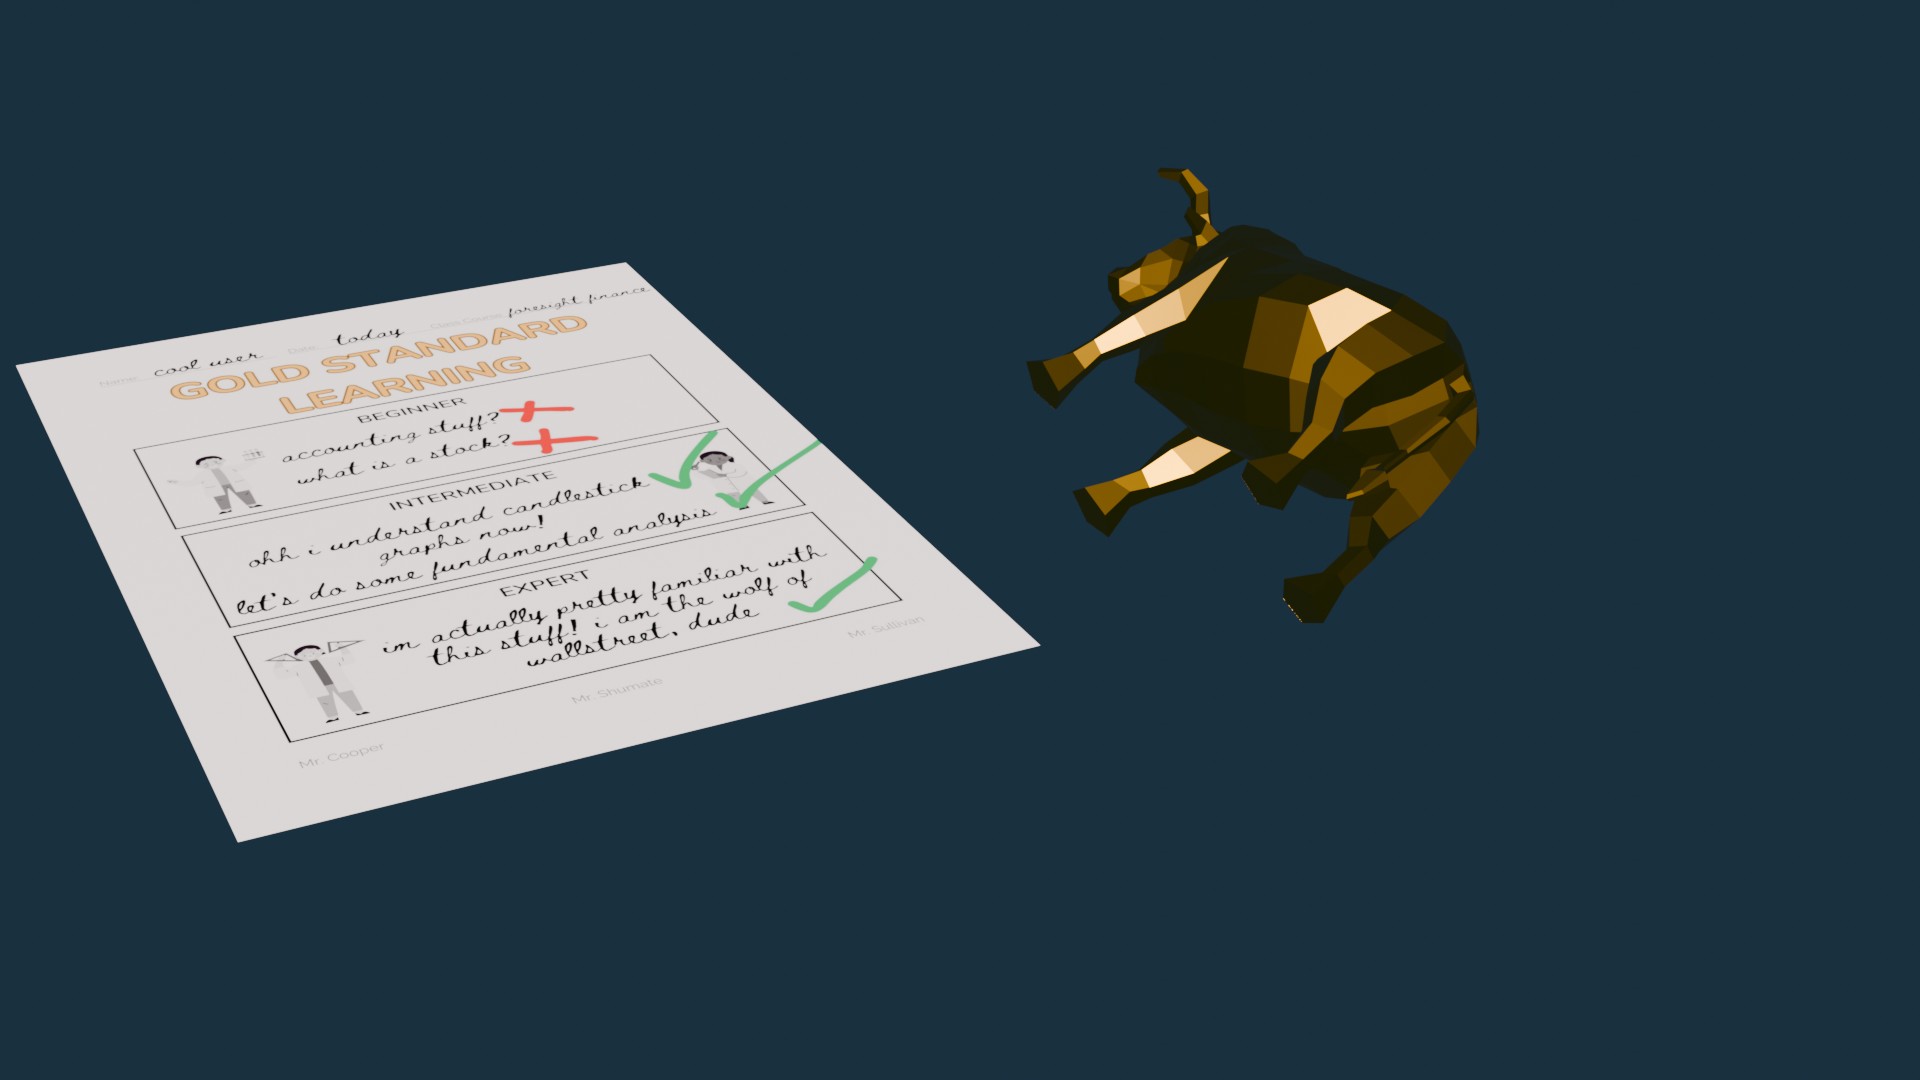 Name: cool user Date: today Class Course: foresight finance
GOLD STANDARD
LEARNING
BEGINNER
accounting stuff?
what is a stock?
INTERMEDIATE
ohh i understand candlestick
graphs now!
let's do some fundamental analysis
EXPERT
im actually pretty familiar with
this stuff! i am the wolf of
wallstreet, dude
Mr. Cooper
Mr. Shumate
Mr. Sullivan